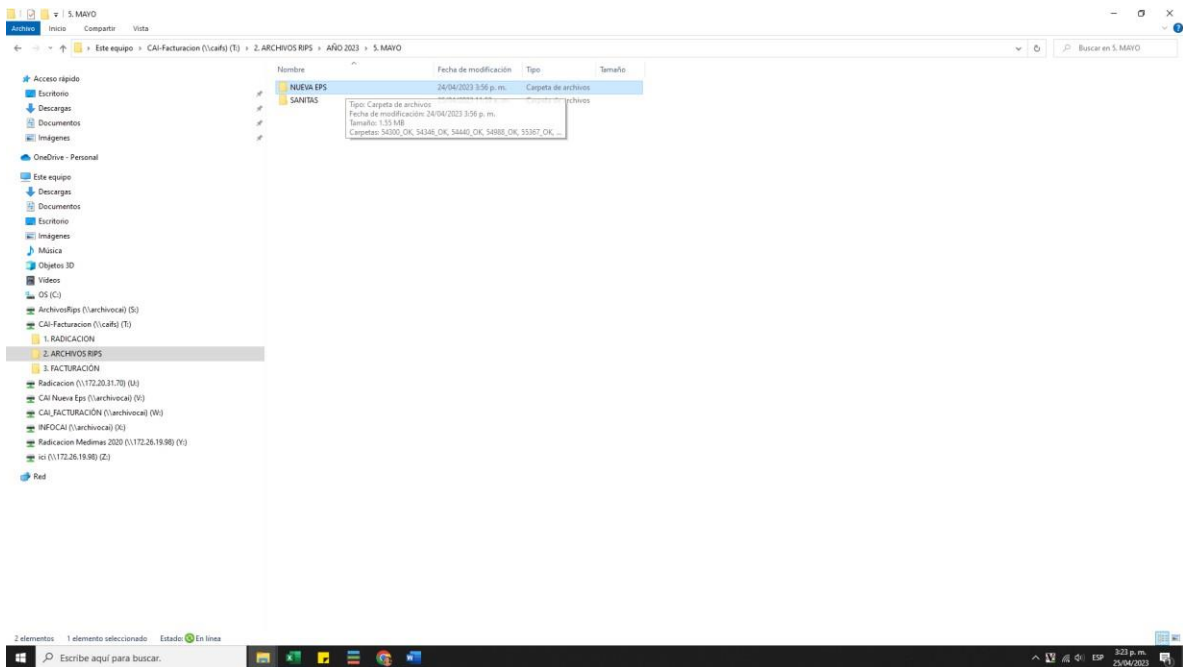 5. MAYO
Archivo Inicio Compartir Vista
Este equipo › CAI-Facturacion (\\caifs) (T:) › 2. ARCHIVOS RIPS › AÑO 2023 › 5. MAYO
Buscar en 5. MAYO
Nombre Fecha de modificación Tipo Tamaño
NUEVA EPS 24/04/2023 3:56 p. m. Carpeta de archivos
SANITAS
Tipo: Carpeta de archivos
Fecha de modificación: 24/04/2023 3:56 p. m.
Tamaño: 1.55 MB
Carpetas: 54300_OK, 54346_OK, 54440_OK, 54988_OK, 55367_OK, ...
Acceso rápido
Escritorio
Descargas
Documentos
Imágenes
OneDrive - Personal
Este equipo
Descargas
Documentos
Escritorio
Imágenes
Música
Objetos 3D
Vídeos
OS (C:)
ArchivosRips (\\archivocai) (S:)
CAI-Facturacion (\\caifs) (T:)
1. RADICACION
2. ARCHIVOS RIPS
3. FACTURACIÓN
Radicacion (\\172.20.31.70) (U:)
CAI Nueva Eps (\\archivocai) (V:)
CAI_FACTURACIÓN (\\archivocai) (W:)
INFOCAI (\\archivocai) (X:)
Radicacion Medimas 2020 (\\172.26.19.98) (Y:)
ici (\\172.26.19.98) (Z:)
Red
2 elementos 1 elemento seleccionado Estado: En línea
Escribe aquí para buscar.
ESP
3:23 p. m.
25/04/2023